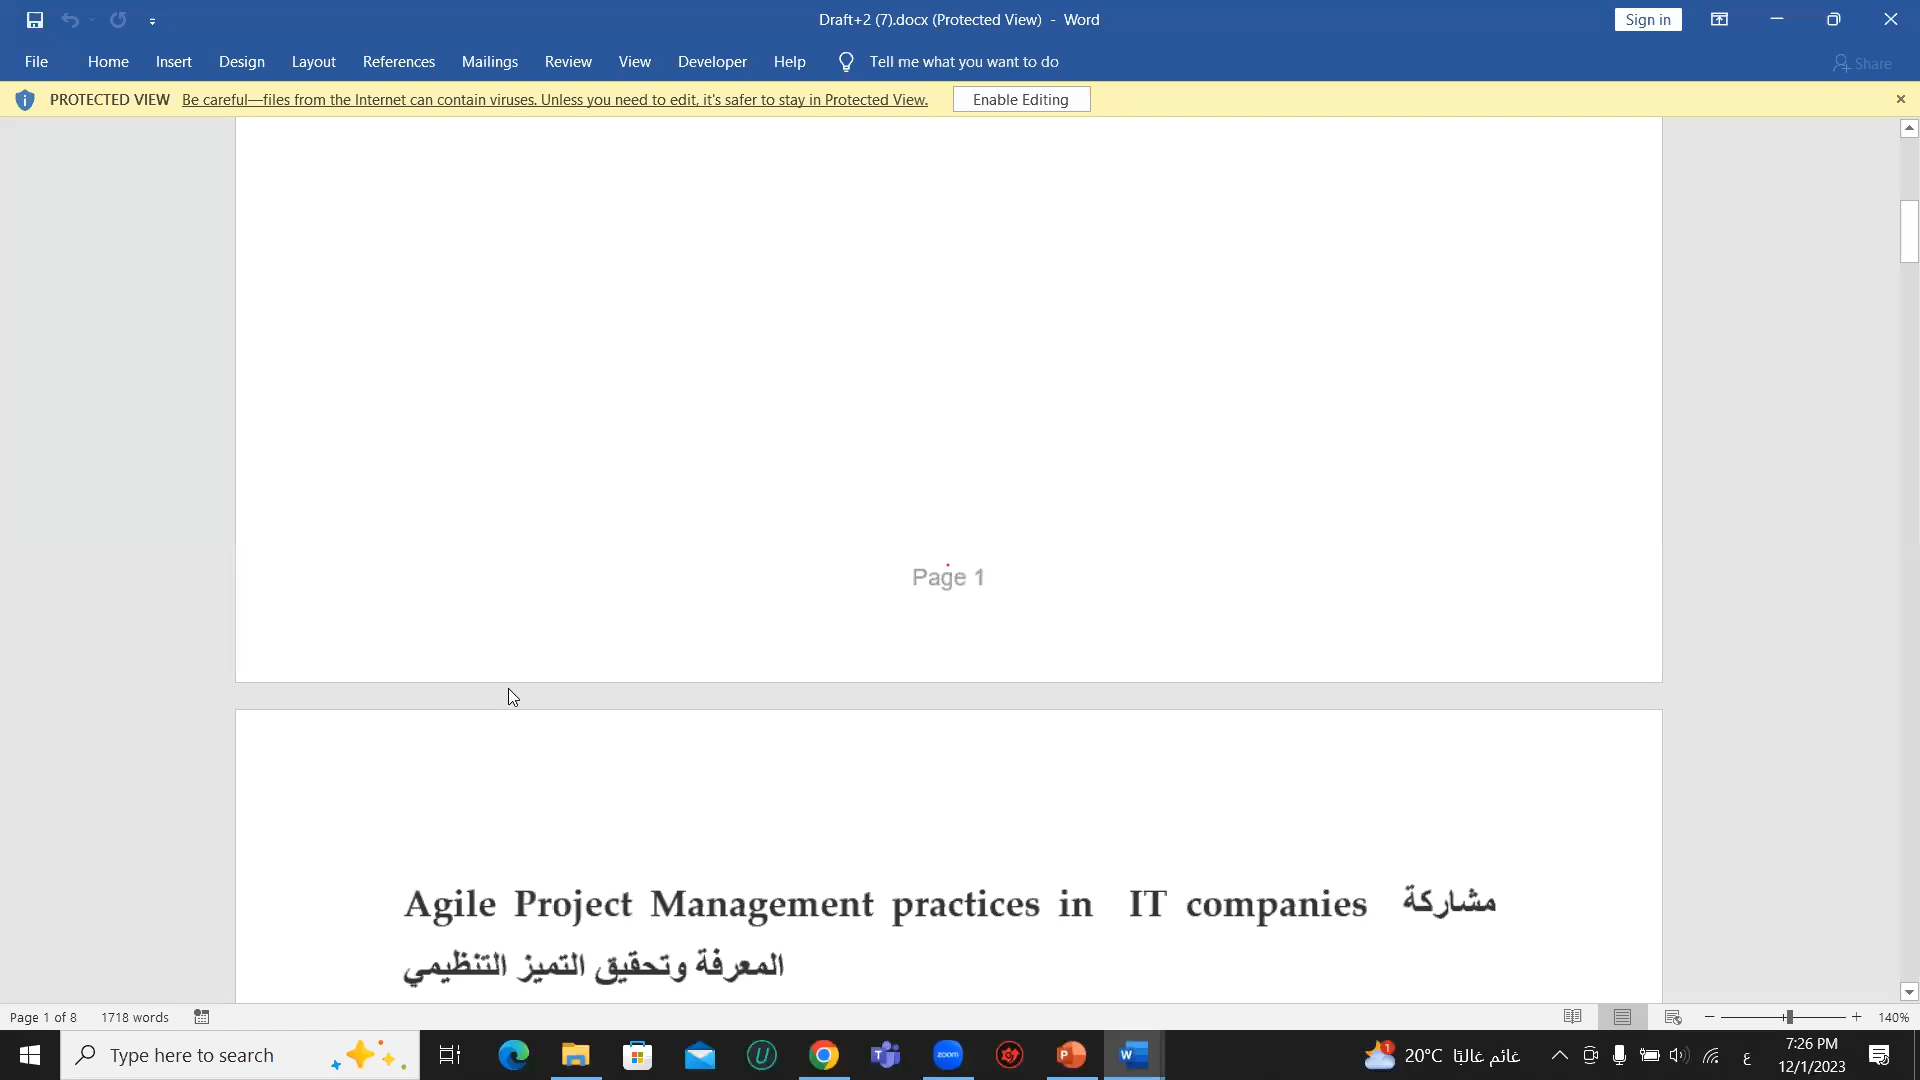 Draft+2 (7).docx (Protected View) - Word
Sign in
File Home Insert Design Layout References Mailings Review View Developer Help Tell me what you want to do
Share
PROTECTED VIEW Be careful—files from the Internet can contain viruses. Unless you need to edit, it's safer to stay in Protected View. Enable Editing
Page 1
Agile Project Management practices in IT companies مشاركة
المعرفة وتحقيق التميز التنظيمي
Page 1 of 8 1718 words
140%
Type here to search
zoom
1
20°C غائم غالبًا
ع
7:26 PM
12/1/2023